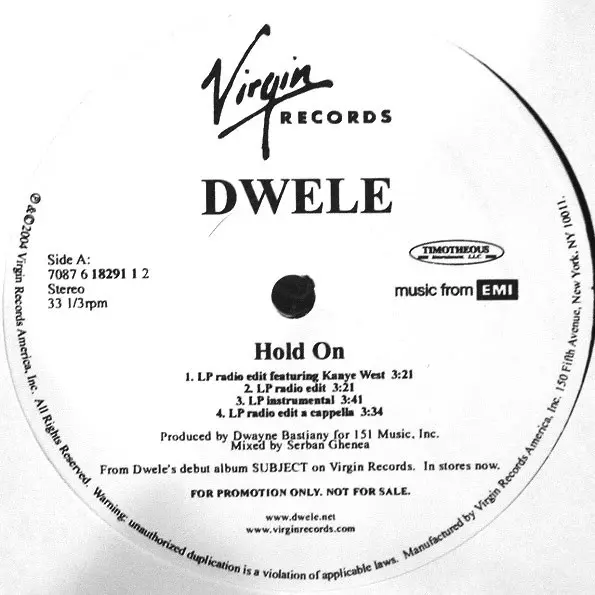 Virgin
RECORDS
DWELE
Side A:
7087 6 18291 1 2
Stereo
33 1/3rpm
TIMOTHEOUS
Entertainment L.L.C.
music from EMI
Hold On
1. LP radio edit featuring Kanye West 3:21
2. LP radio edit 3:21
3. LP instrumental 3:41
4. LP radio edit a cappella 3:34
Produced by Dwayne Bastiany for 151 Music, Inc.
Mixed by Serban Ghenea
From Dwele's debut album SUBJECT on Virgin Records. In stores now.
FOR PROMOTION ONLY. NOT FOR SALE.
www.dwele.net
www.virginrecords.com
℗ &©2004 Virgin Records America, Inc. All Rights Reserved. Warning: unauthorized duplication is a violation of applicable laws. Manufactured by Virgin Records America, Inc. 150 Fifth Avenue, New York, NY 10011.